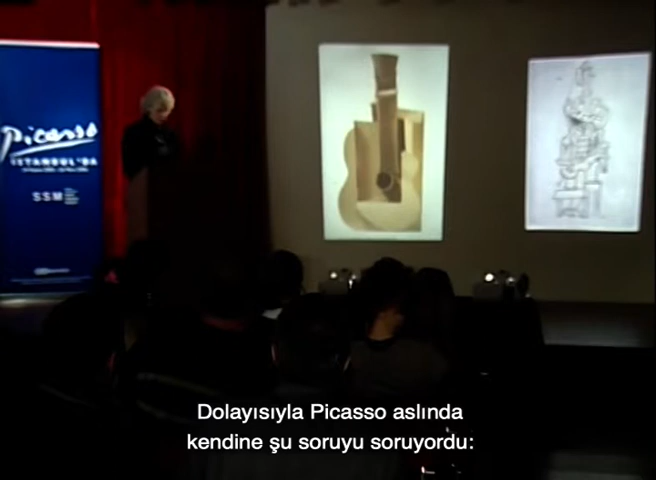 Picasso
İSTANBUL'DA
SSM
Dolayısıyla Picasso aslında
kendine şu soruyu soruyordu: